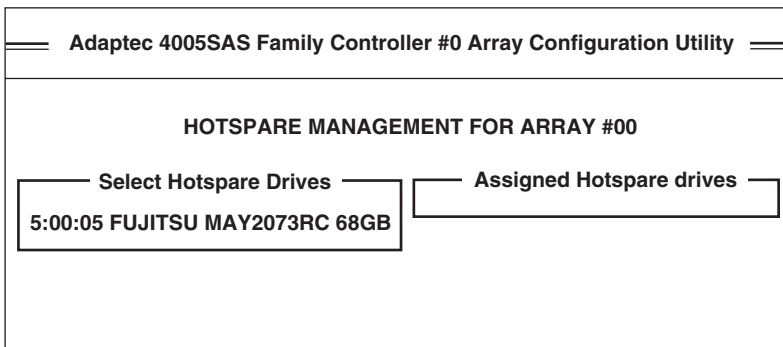 Adaptec 4005SAS Family Controller #0 Array Configuration Utility
HOTSPARE MANAGEMENT FOR ARRAY #00
Select Hotspare Drives
5:00:05 FUJITSU MAY2073RC 68GB
Assigned Hotspare drives